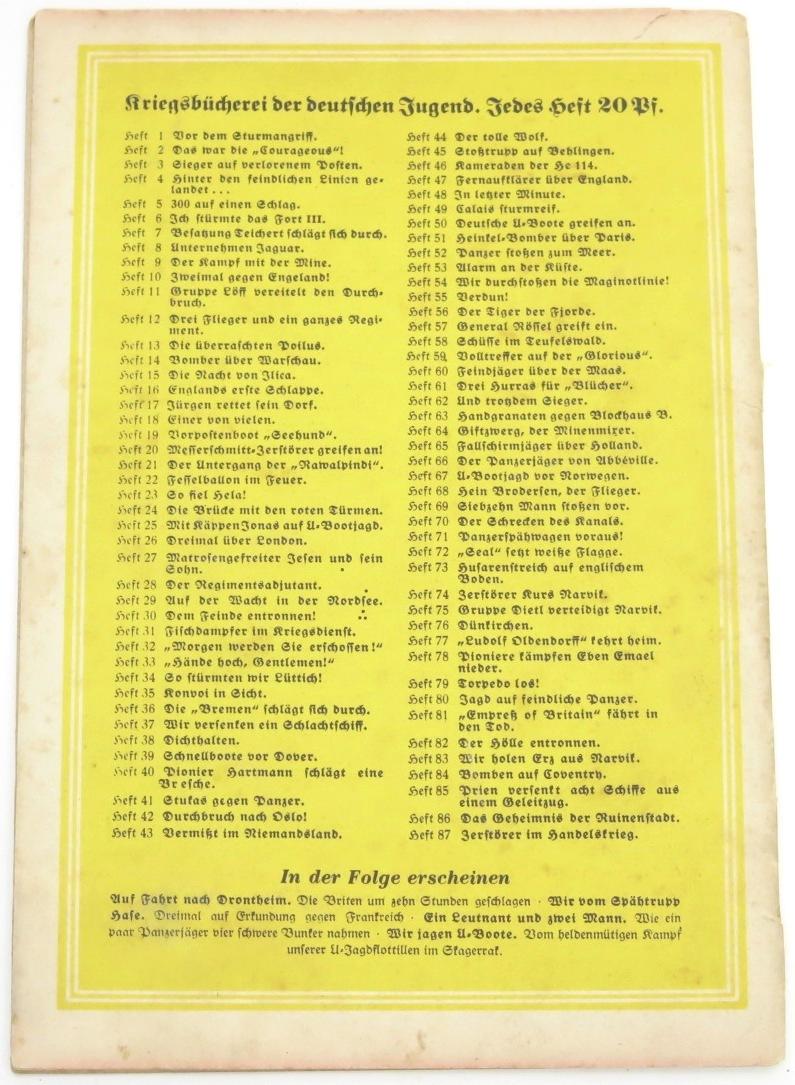 Kriegsbücherei der deutschen Jugend. Jedes Heft 20 Pf.
Heft 1 Vor dem Sturmangriff.
Heft 2 Das war die „Courageous“!
Heft 3 Sieger auf verlorenem Posten.
Heft 4 Hinter den feindlichen Linien ge-
landet...
Heft 5 300 auf einen Schlag.
Heft 6 Ich stürmte das Fort III.
Heft 7 Besatzung Teichert schlägt sich durch.
Heft 8 Unternehmen Jaguar.
Heft 9 Der Kampf mit der Mine.
Heft 10 Zweimal gegen Engeland!
Heft 11 Gruppe Löff vereitelt den Durch-
bruch.
Heft 12 Drei Flieger und ein ganzes Regi-
ment.
Heft 13 Die überraschten Poilus.
Heft 14 Bomber über Warschau.
Heft 15 Die Nacht von Ilica.
Heft 16 Englands erste Schlappe.
Heft 17 Jürgen rettet sein Dorf.
Heft 18 Einer von vielen.
Heft 19 Vorpostenboot „Seehund“.
Heft 20 Messerschmitt-Zerstörer greifen an!
Heft 21 Der Untergang der „Rawalpindi“.
Heft 22 Fesselballon im Feuer.
Heft 23 So fiel Hela!
Heft 24 Die Brücke mit den roten Türmen.
Heft 25 Mit Käppen Jonas auf U-Bootjagd.
Heft 26 Dreimal über London.
Heft 27 Matrosengefreiter Jesen und sein
Sohn.
Heft 28 Der Regimentsadjutant.
Heft 29 Auf der Wacht in der Nordsee.
Heft 30 Dem Feinde entronnen!
Heft 31 Fischdampfer im Kriegsdienst.
Heft 32 „Morgen werden Sie erschossen!“
Heft 33 „Hände hoch, Gentlemen!“
Heft 34 So stürmten wir Lüttich!
Heft 35 Konvoi in Sicht.
Heft 36 Die „Bremen“ schlägt sich durch.
Heft 37 Wir versenken ein Schlachtschiff.
Heft 38 Dichthalten.
Heft 39 Schnellboote vor Dover.
Heft 40 Pionier Hartmann schlägt eine
Bresche.
Heft 41 Stukas gegen Panzer.
Heft 42 Durchbruch nach Oslo!
Heft 43 Vermißt im Niemandsland.
Heft 44 Der tolle Wolf.
Heft 45 Stoßtrupp auf Behlingen.
Heft 46 Kameraden der He 114.
Heft 47 Fernaufklärer über England.
Heft 48 In letzter Minute.
Heft 49 Calais sturmreif.
Heft 50 Deutsche U-Boote greifen an.
Heft 51 Heinkel-Bomber über Paris.
Heft 52 Panzer stoßen zum Meer.
Heft 53 Alarm an der Küste.
Heft 54 Wir durchstoßen die Maginotlinie!
Heft 55 Verdun!
Heft 56 Der Tiger der Fjorde.
Heft 57 General Rössel greift ein.
Heft 58 Schüsse im Teufelswald.
Heft 59 Volltreffer auf der „Glorious“.
Heft 60 Feindjäger über der Maas.
Heft 61 Drei Hurras für „Blücher“.
Heft 62 Und trotzdem Sieger.
Heft 63 Handgranaten gegen Blockhaus B.
Heft 64 Giftzwerg, der Minenmixer.
Heft 65 Fallschirmjäger über Holland.
Heft 66 Der Panzerjäger von Abbéville.
Heft 67 U-Bootjagd vor Norwegen.
Heft 68 Hein Brodersen, der Flieger.
Heft 69 Siebzehn Mann stoßen vor.
Heft 70 Der Schrecken des Kanals.
Heft 71 Panzerspähwagen voraus!
Heft 72 „Seal“ setzt weiße Flagge.
Heft 73 Husarenstreich auf englischem
Boden.
Heft 74 Zerstörer Kurs Narvik.
Heft 75 Gruppe Dietl verteidigt Narvik.
Heft 76 Dünkirchen.
Heft 77 „Ludolf Oldendorff“ kehrt heim.
Heft 78 Pioniere kämpfen Eben Emael
nieder.
Heft 79 Torpedo los!
Heft 80 Jagd auf feindliche Panzer.
Heft 81 „Empreß of Britain“ fährt in
den Tod.
Heft 82 Der Hölle entronnen.
Heft 83 Wir holen Erz aus Narvik.
Heft 84 Bomben auf Coventry.
Heft 85 Prien versenkt acht Schiffe aus
einem Geleitzug.
Heft 86 Das Geheimnis der Ruinenstadt.
Heft 87 Zerstörer im Handelskrieg.
In der Folge erscheinen
Auf Fahrt nach Drontheim. Die Briten um zehn Stunden geschlagen · Wir vom Spähtrupp
Hase. Dreimal auf Erkundung gegen Frankreich · Ein Leutnant und zwei Mann. Wie ein
paar Panzerjäger vier schwere Bunker nahmen · Wir jagen U-Boote. Vom heldenmütigen Kampf
unserer U-Jagdflottillen im Skagerrak.